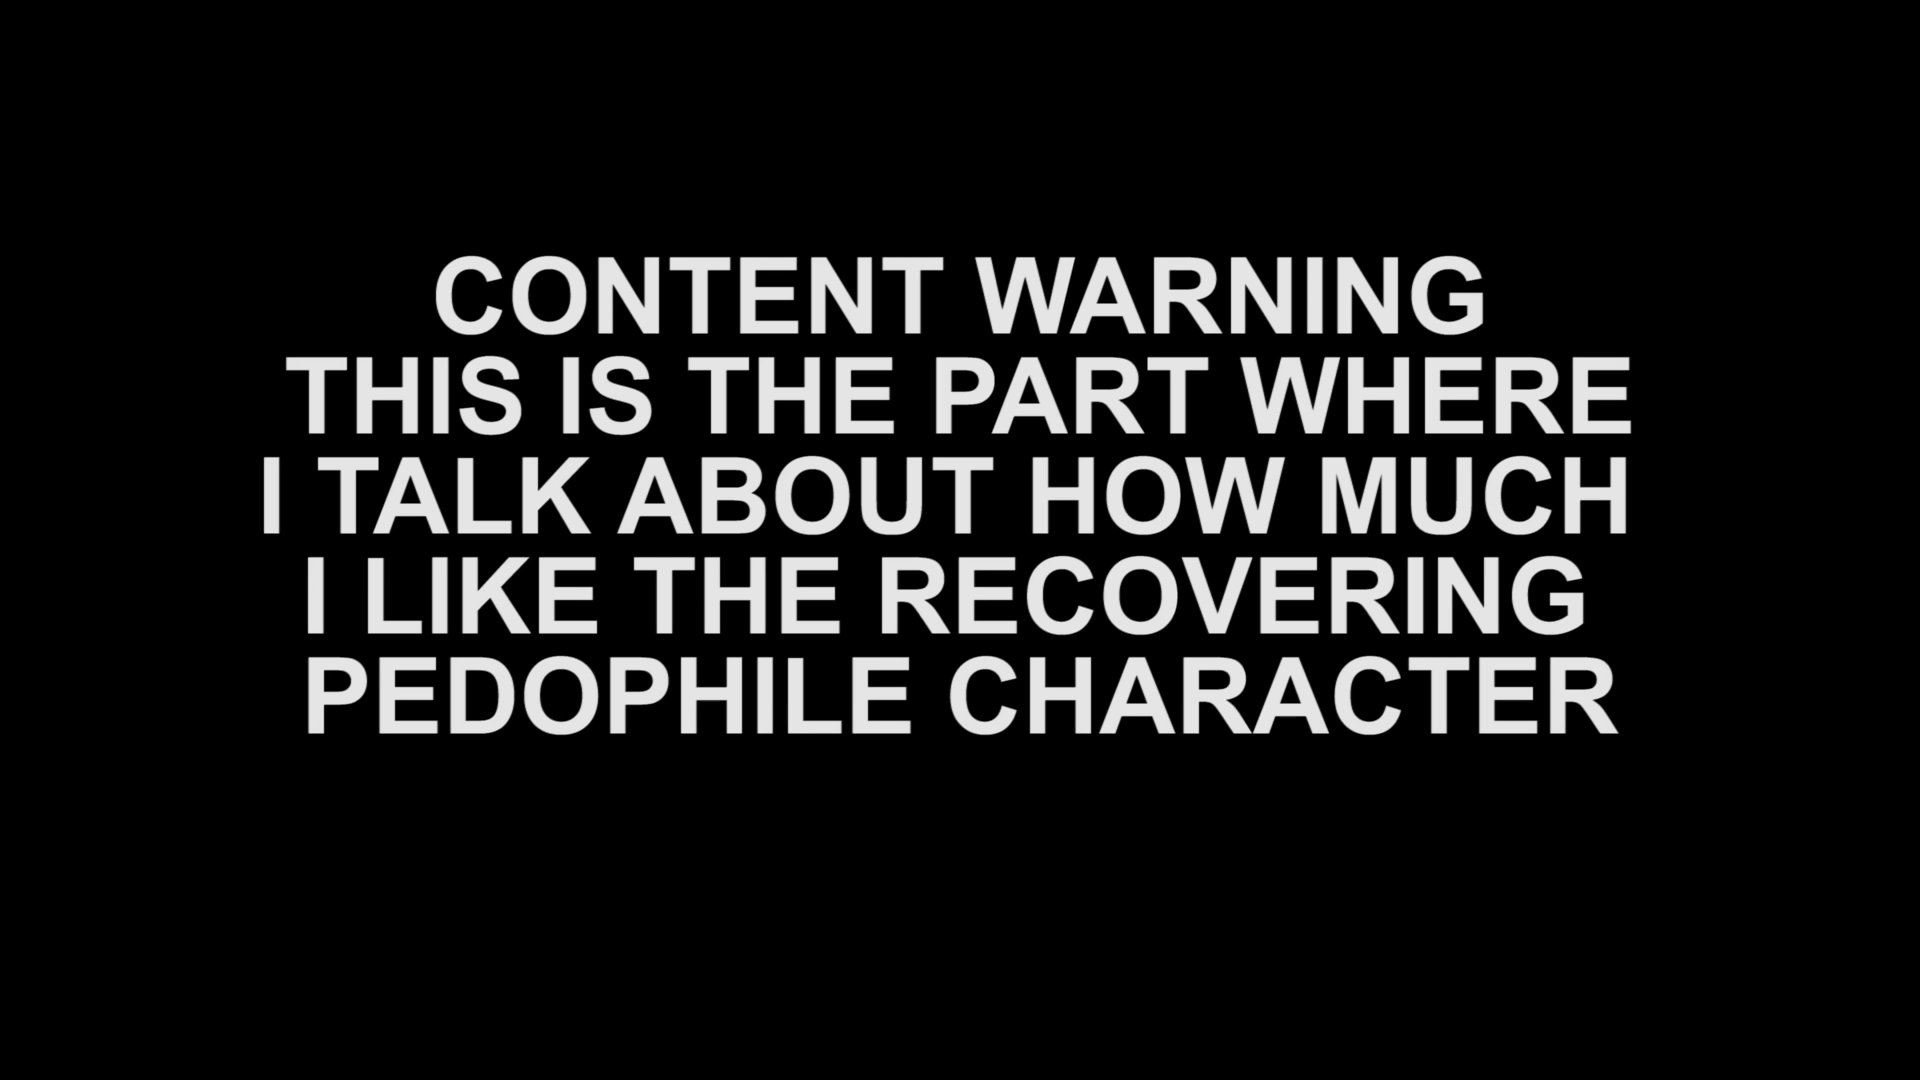 CONTENT WARNING
THIS IS THE PART WHERE
I TALK ABOUT HOW MUCH
I LIKE THE RECOVERING
PEDOPHILE CHARACTER